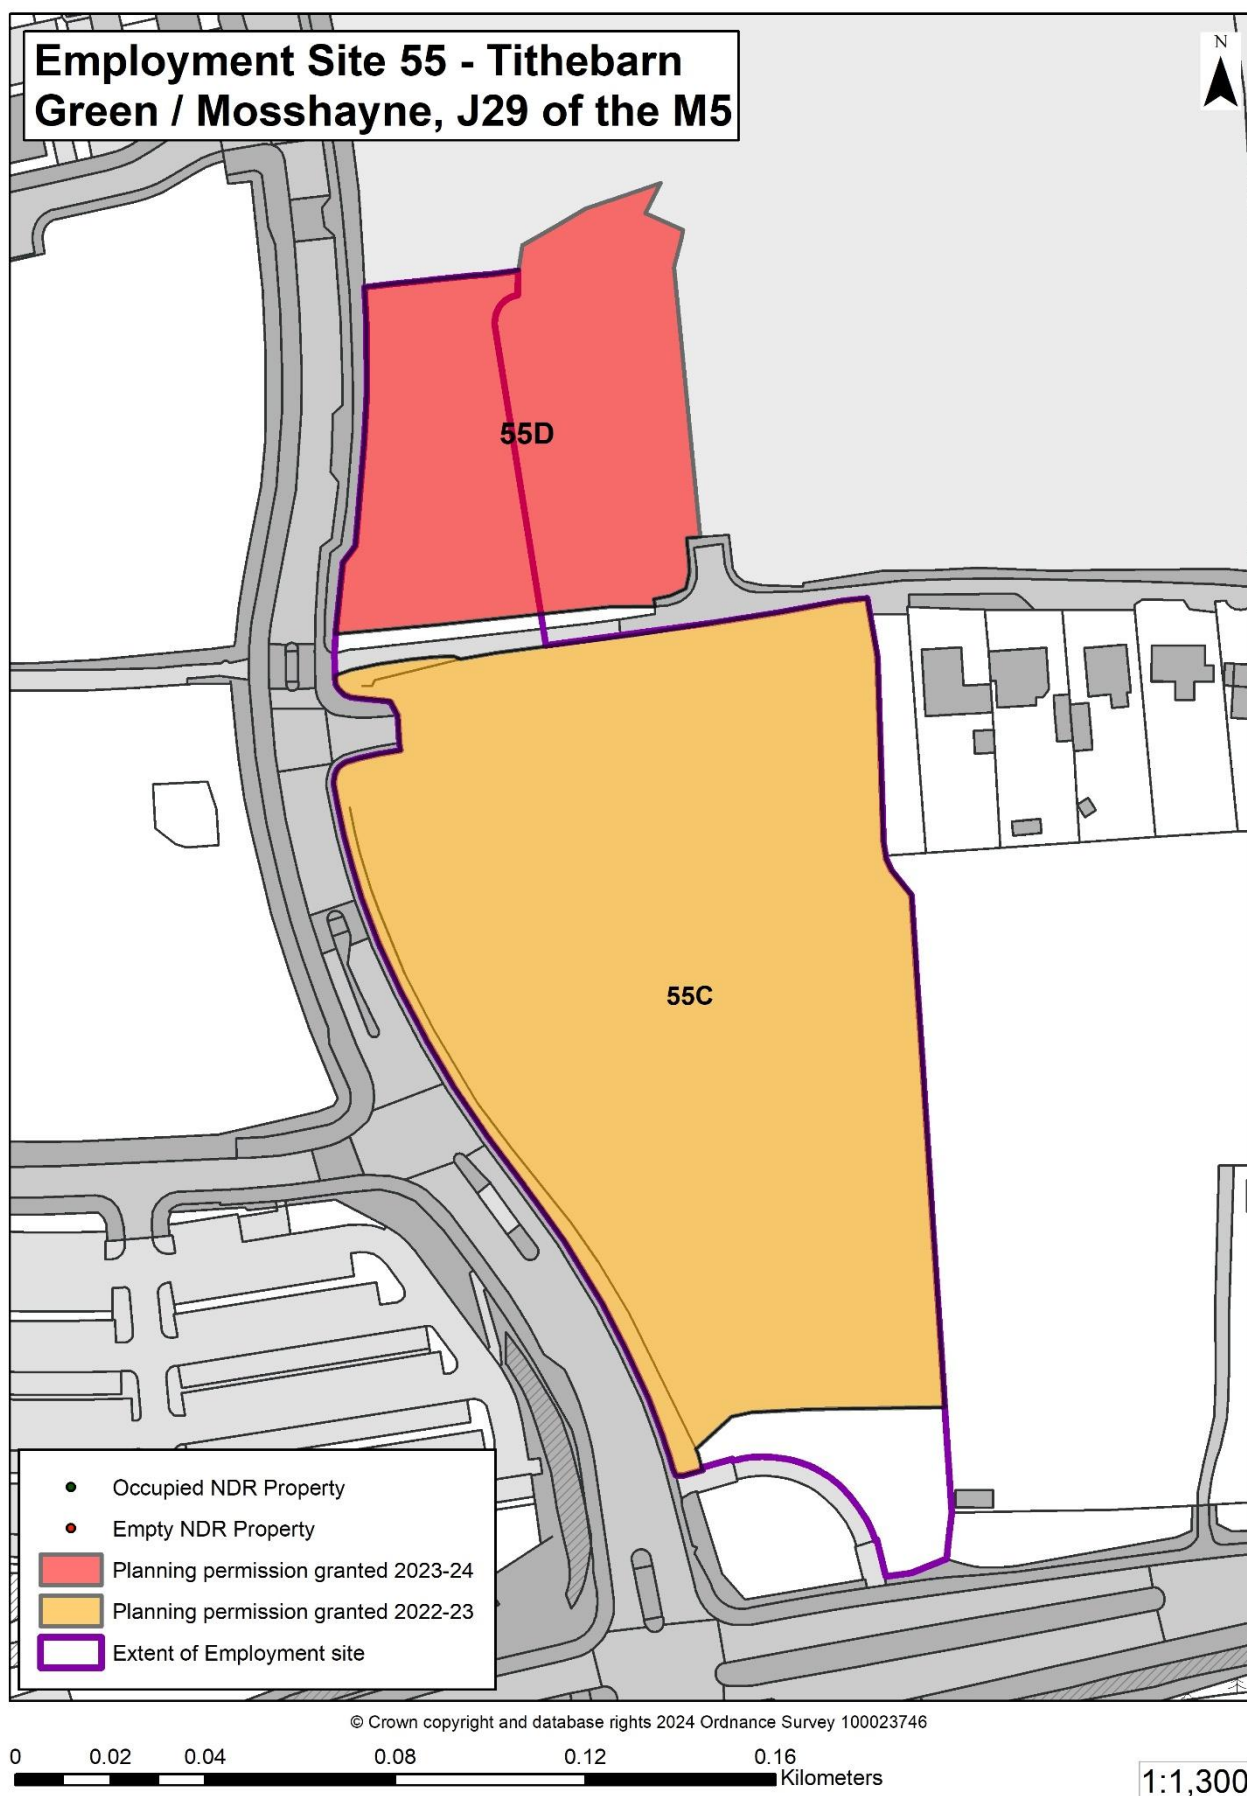 Employment Site 55 - Tithebarn
Green / Mosshayne, J29 of the M5
N
55D
55C
Occupied NDR Property
Empty NDR Property
Planning permission granted 2023-24
Planning permission granted 2022-23
Extent of Employment site
© Crown copyright and database rights 2024 Ordnance Survey 100023746
0 0.02 0.04 0.08 0.12 0.16
Kilometers
1:1,300